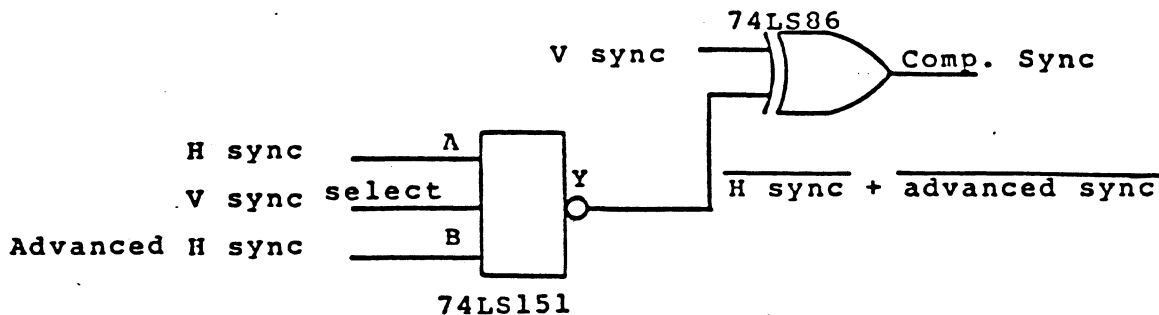 74LS86
V sync
Comp. Sync
H sync
A
V sync
select
Y
H sync + advanced sync
Advanced H sync
B
74LS151